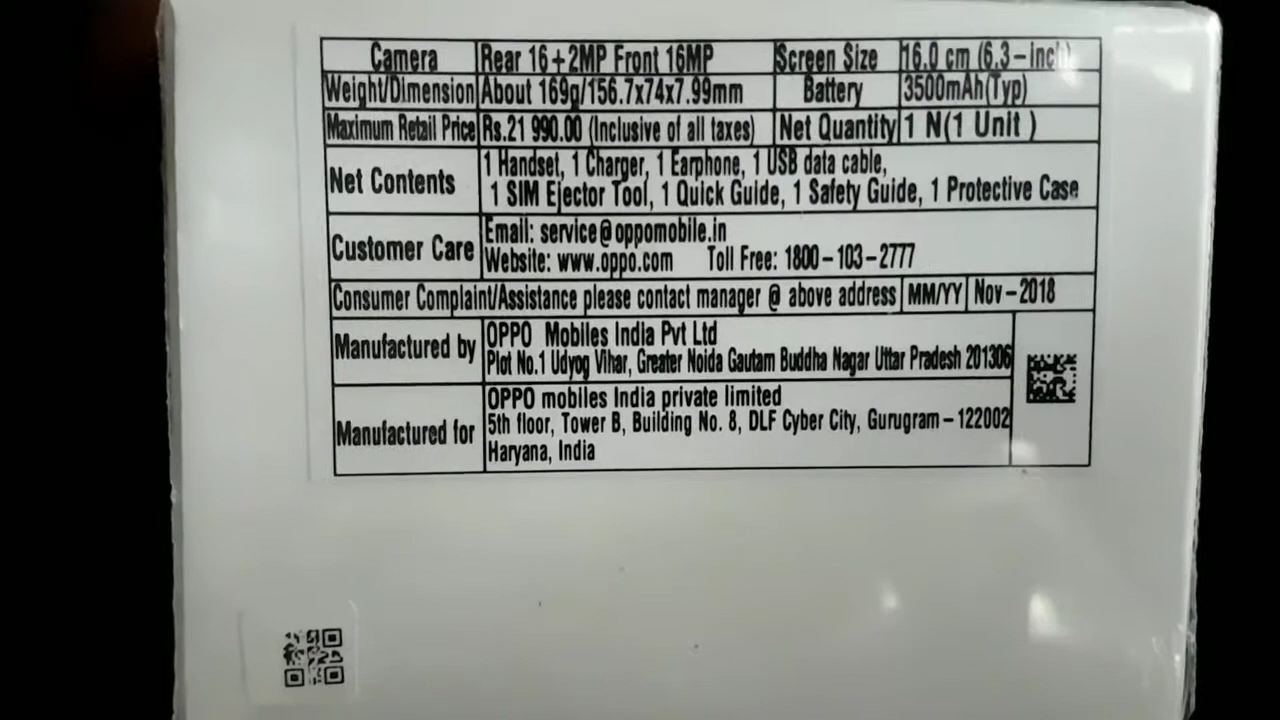 Camera Rear 16+2MP Front 16MP Screen Size 16.0 cm (6.3-inch)
Weight/Dimension About 169g/156.7x74x7.99mm Battery 3500mAh(Typ)
Maximum Retail Price Rs.21 990.00 (Inclusive of all taxes) Net Quantity 1 N(1 Unit )
Net Contents 1 Handset, 1 Charger, 1 Earphone, 1 USB data cable,
1 SIM Ejector Tool, 1 Quick Guide, 1 Safety Guide, 1 Protective Case
Customer Care Email: service@oppomobile.in
Website: www.oppo.com Toll Free: 1800-103-2777
Consumer Complaint/Assistance please contact manager @ above address MM/YY Nov-2018
Manufactured by OPPO Mobiles India Pvt Ltd
Plot No.1 Udyog Vihar, Greater Noida Gautam Buddha Nagar Uttar Pradesh 201306
Manufactured for OPPO mobiles India private limited
5th floor, Tower B, Building No. 8, DLF Cyber City, Gurugram-122002
Haryana, India